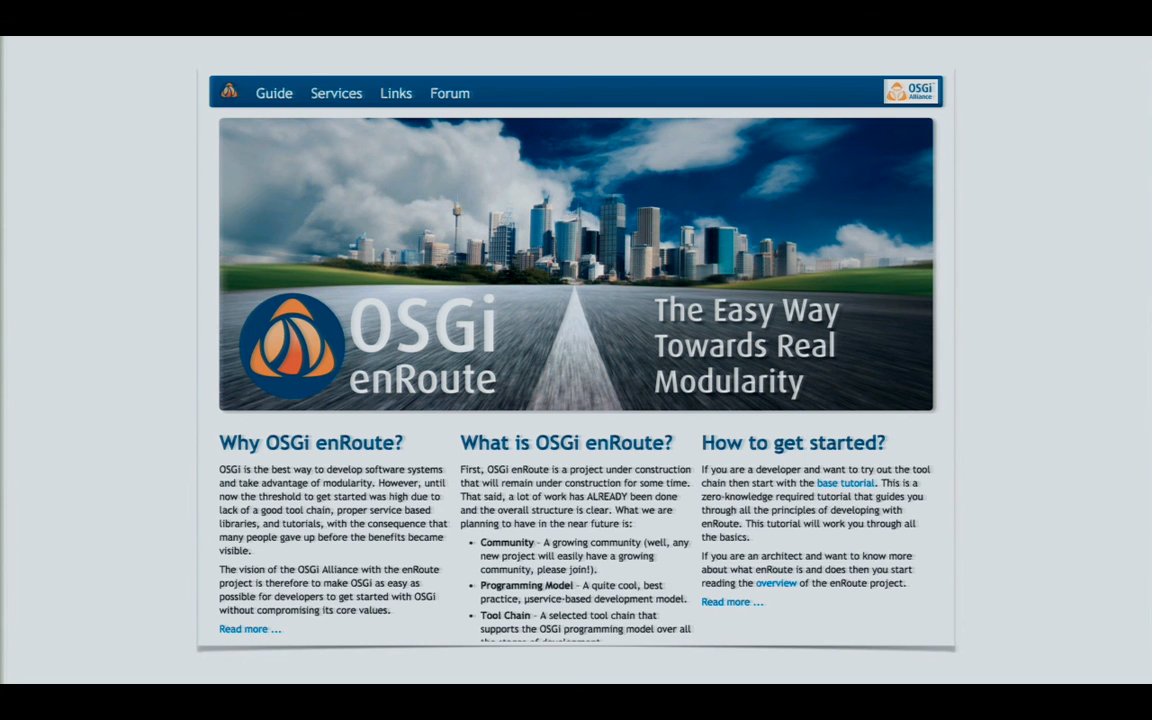 Guide Services Links Forum
OSGi
Alliance
OSGi
enRoute
The Easy Way
Towards Real
Modularity
Why OSGi enRoute?
OSGi is the best way to develop software systems
and take advantage of modularity. However, until
now the threshold to get started was high due to
lack of a good tool chain, proper service based
libraries, and tutorials, with the consequence that
many people gave up before the benefits became
visible.
The vision of the OSGi Alliance with the enRoute
project is therefore to make OSGi as easy as
possible for developers to get started with OSGi
without compromising its core values.
Read more ...
What is OSGi enRoute?
First, OSGi enRoute is a project under construction
that will remain under construction for some time.
That said, a lot of work has ALREADY been done
and the overall structure is clear. What we are
planning to have in the near future is:
• Community – A growing community (well, any
new project will easily have a growing
community, please join!).
• Programming Model – A quite cool, best
practice, µservice-based development model.
• Tool Chain – A selected tool chain that
supports the OSGi programming model over all
the stages of development
How to get started?
If you are a developer and want to try out the tool
chain then start with the base tutorial. This is a
zero-knowledge required tutorial that guides you
through all the principles of developing with
enRoute. This tutorial will work you through all
the basics.
If you are an architect and want to know more
about what enRoute is and does then you start
reading the overview of the enRoute project.
Read more ...